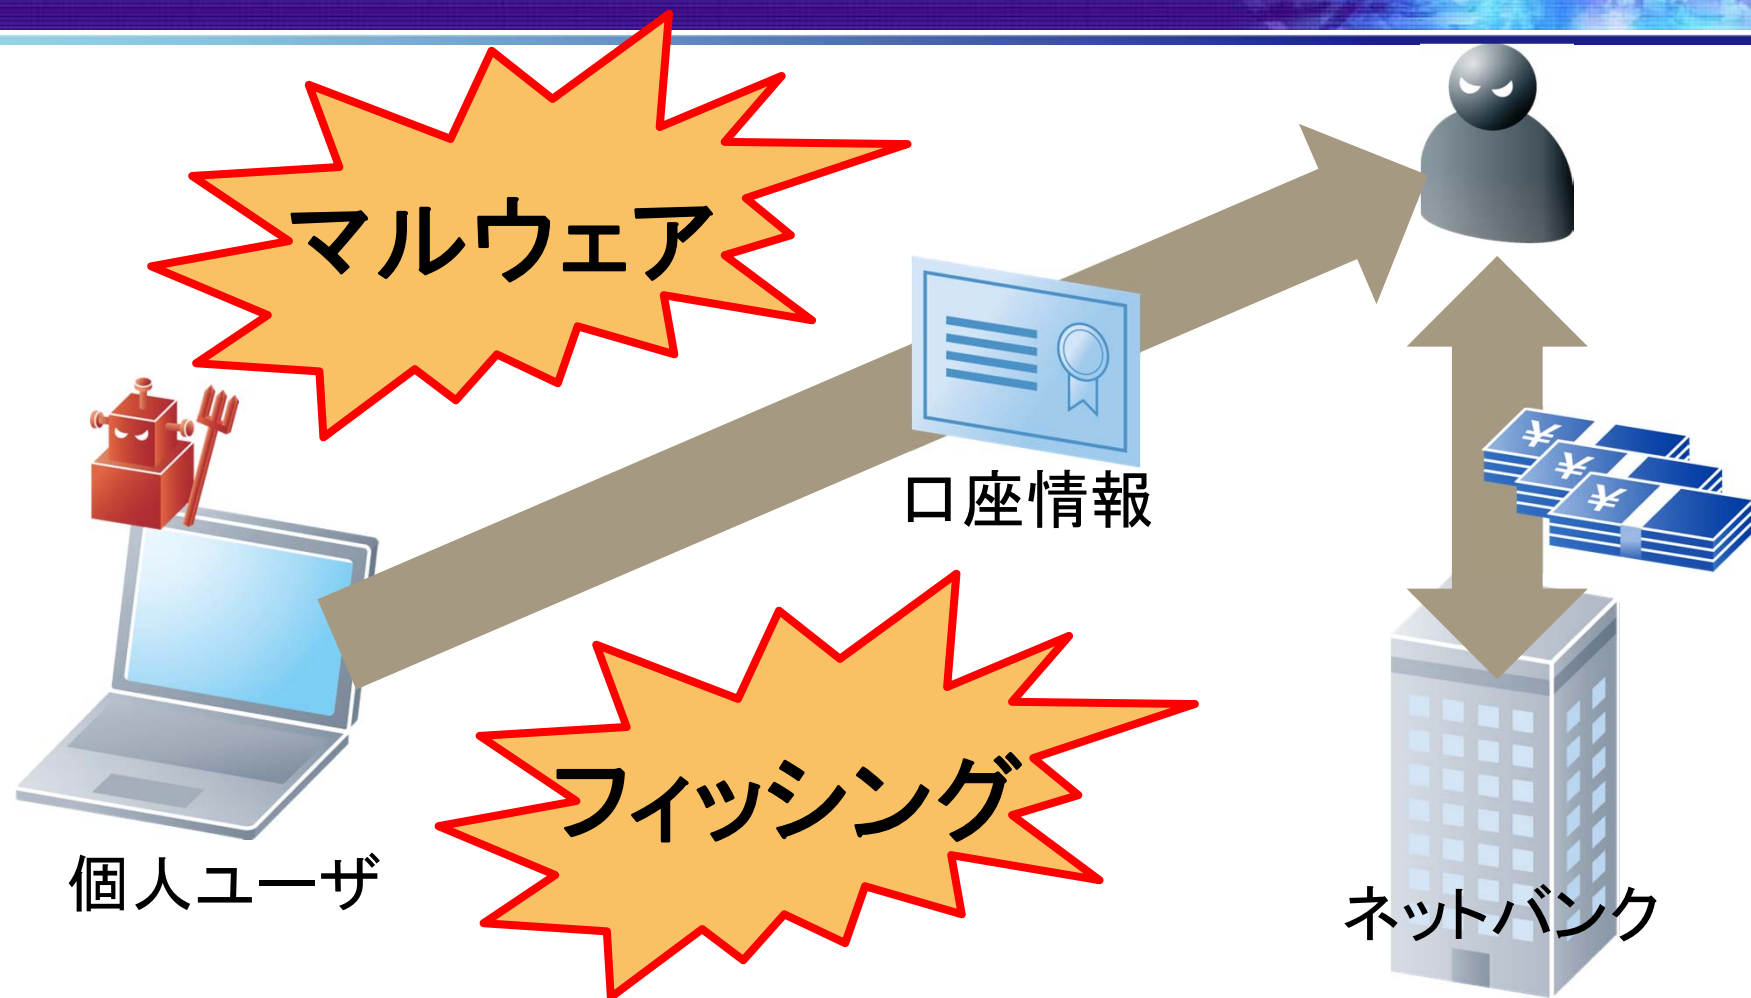 マルウェア
口座情報
フィッシング
個人ユーザ
ネットバンク
¥
¥
¥